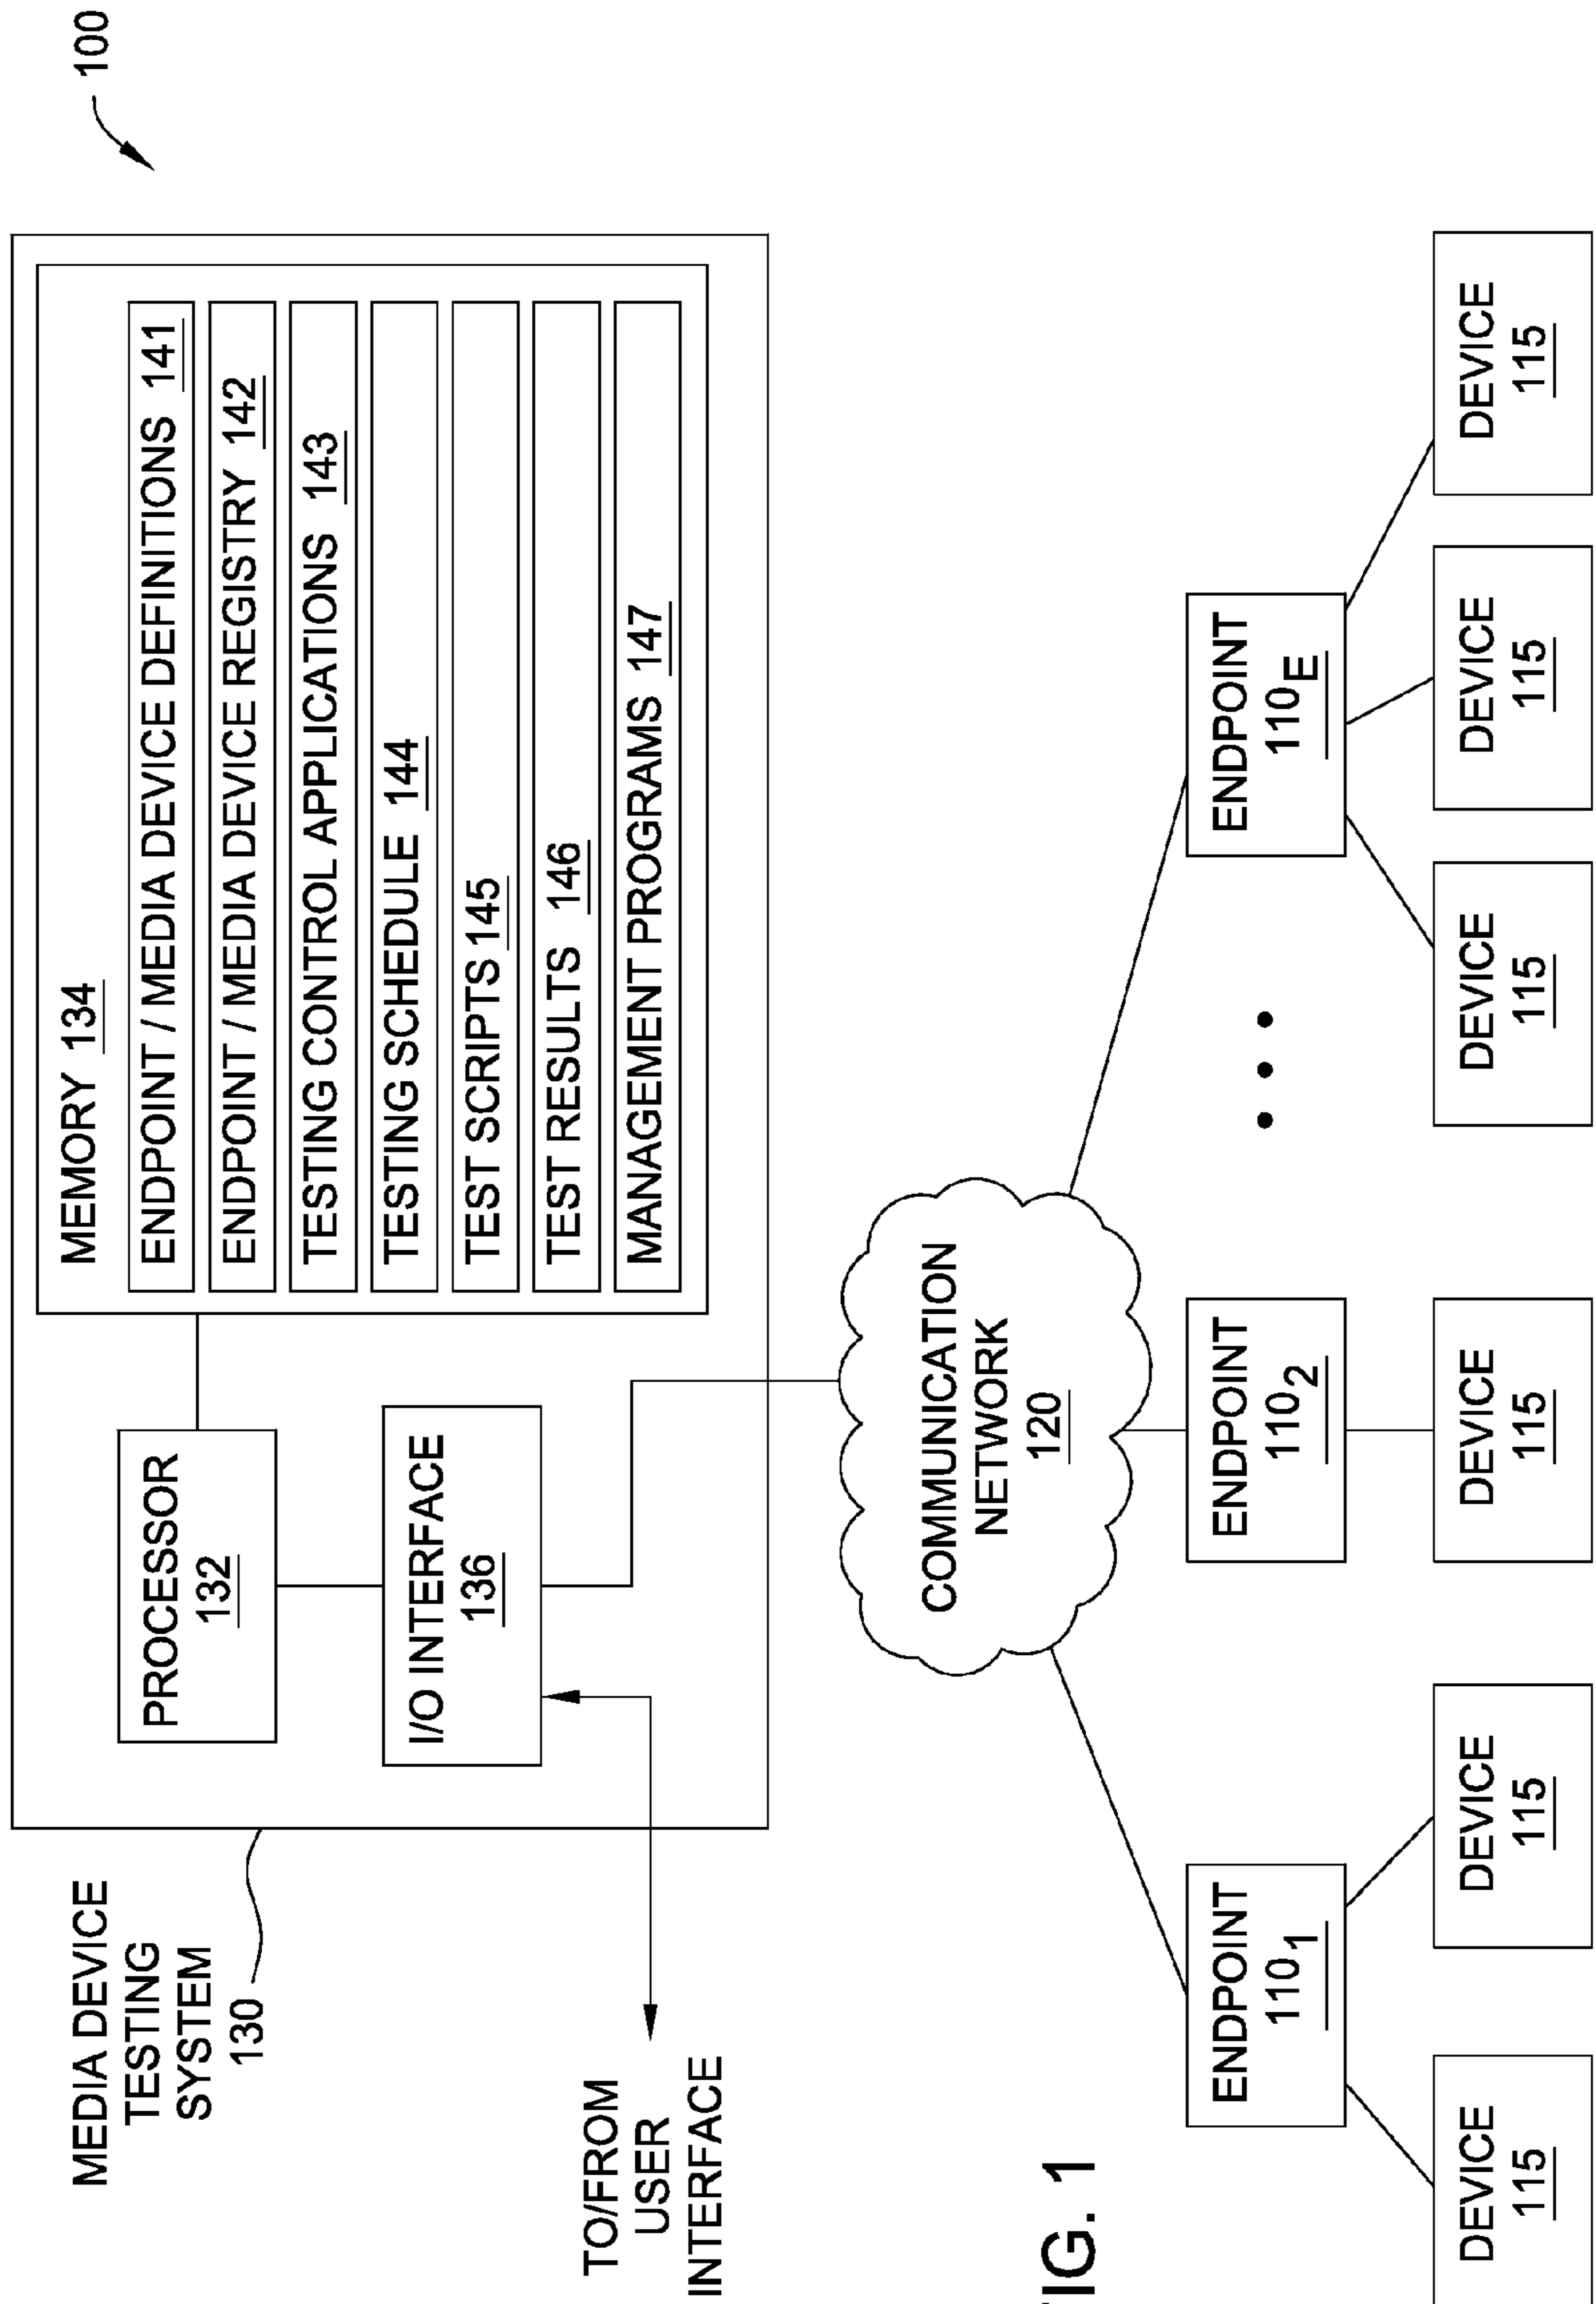 100
MEDIA DEVICE
TESTING
SYSTEM
130
PROCESSOR
132
I/O INTERFACE
136
MEMORY 134
ENDPOINT / MEDIA DEVICE DEFINITIONS 141
ENDPOINT / MEDIA DEVICE REGISTRY 142
TESTING CONTROL APPLICATIONS 143
TESTING SCHEDULE 144
TEST SCRIPTS 145
TEST RESULTS 146
MANAGEMENT PROGRAMS 147
TO/FROM
USER
INTERFACE
COMMUNICATION
NETWORK
120
ENDPOINT
110₁
ENDPOINT
110₂
• • •
ENDPOINT
110E
DEVICE
115
DEVICE
115
DEVICE
115
DEVICE
115
DEVICE
115
DEVICE
115
FIG. 1